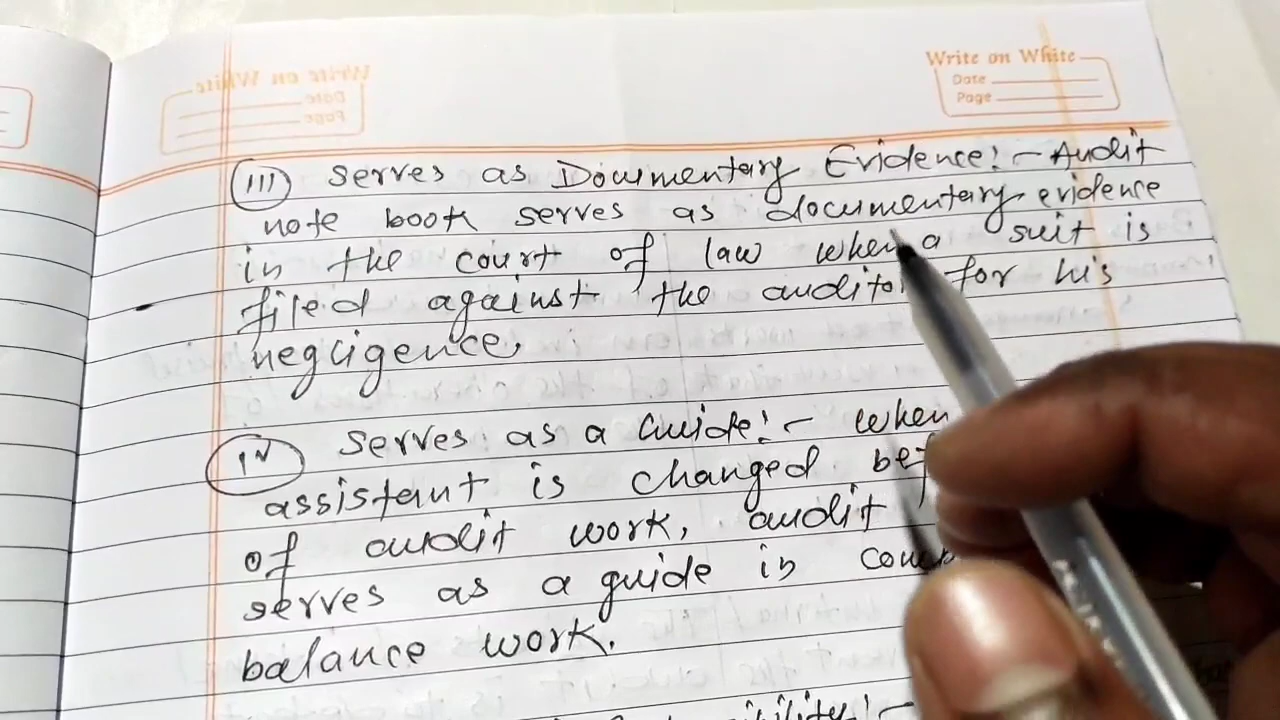 Write on White
Date
Page
(III) Serves as Documentary Evidence:- Audit
note book serves as documentary evidence
in the court of law when a suit is
filed against the auditor for his
negligence,
(IV) Serves as a Guide:- when
assistant is changed
of audit work, audit
serves as a guide in
balance work.